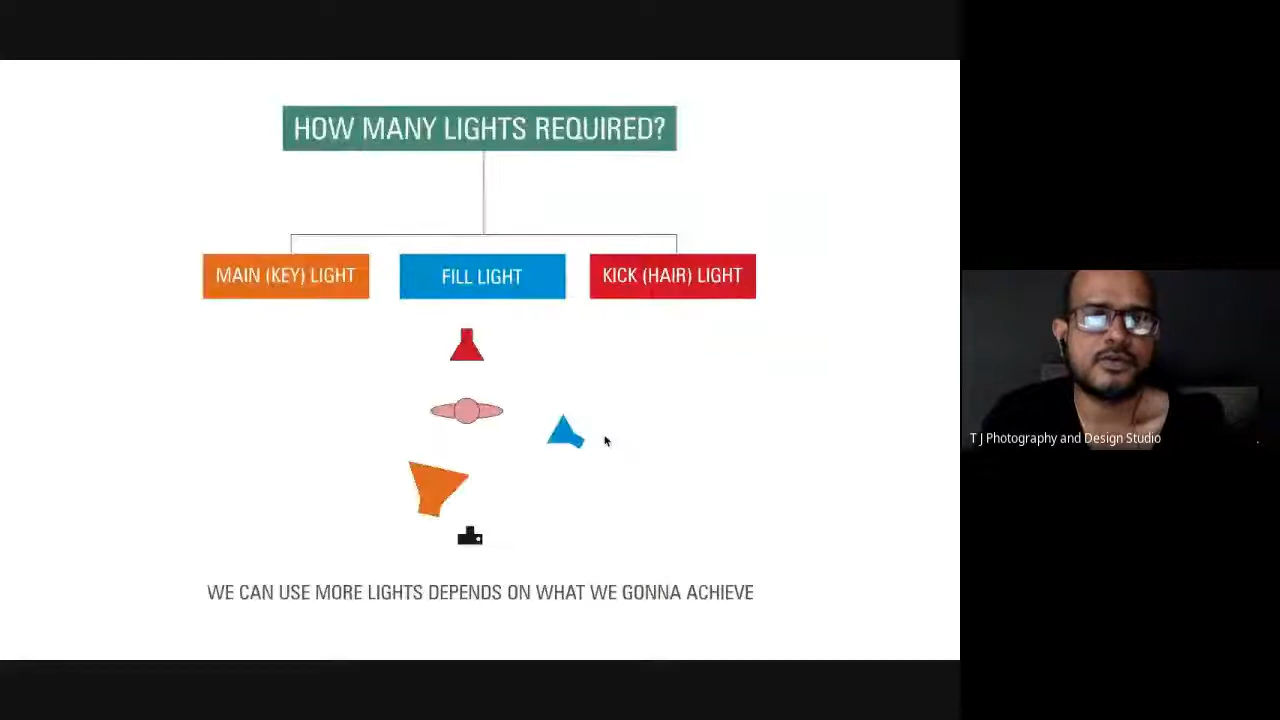 HOW MANY LIGHTS REQUIRED?
MAIN (KEY) LIGHT
FILL LIGHT
KICK (HAIR) LIGHT
WE CAN USE MORE LIGHTS DEPENDS ON WHAT WE GONNA ACHIEVE
T J Photography and Design Studio .